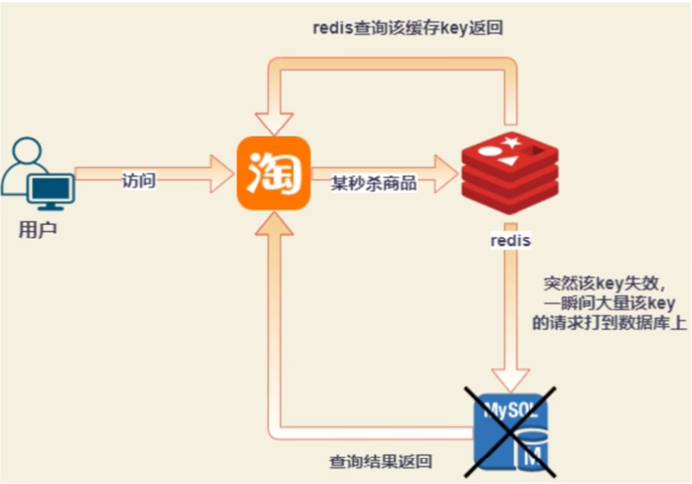 redis查询该缓存key返回
访问
淘
某秒杀商品
用户
redis
突然该key失效，
一瞬间大量该key
的请求打到数据库上
MySQL
M
查询结果返回